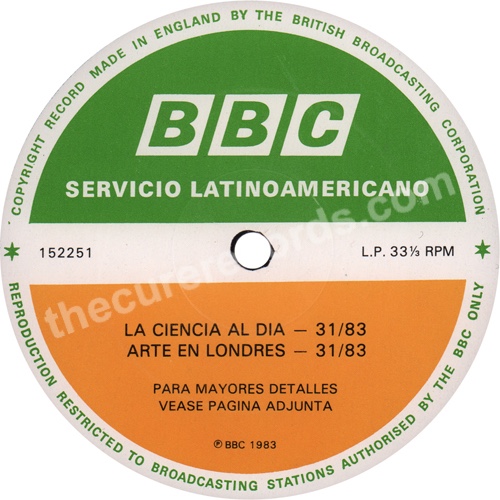 COPYRIGHT RECORD MADE IN ENGLAND BY THE BRITISH BROADCASTING CORPORATION
BBC
SERVICIO LATINOAMERICANO
152251
L.P. 33⅓ RPM
thecurerecords.com
LA CIENCIA AL DIA – 31/83
ARTE EN LONDRES – 31/83
PARA MAYORES DETALLES
VEASE PAGINA ADJUNTA
℗ BBC 1983
REPRODUCTION RESTRICTED TO BROADCASTING STATIONS AUTHORISED BY THE BBC ONLY